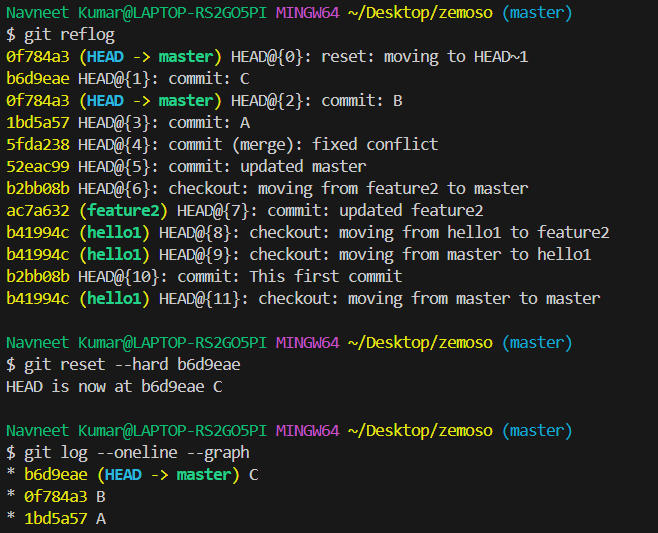 Navneet Kumar@LAPTOP-RS2GO5PI MINGW64 ~/Desktop/zemoso (master)
$ git reflog
0f784a3 (HEAD -> master) HEAD@{0}: reset: moving to HEAD~1
b6d9eae HEAD@{1}: commit: C
0f784a3 (HEAD -> master) HEAD@{2}: commit: B
1bd5a57 HEAD@{3}: commit: A
5fda238 HEAD@{4}: commit (merge): fixed conflict
52eac99 HEAD@{5}: commit: updated master
b2bb08b HEAD@{6}: checkout: moving from feature2 to master
ac7a632 (feature2) HEAD@{7}: commit: updated feature2
b41994c (hello1) HEAD@{8}: checkout: moving from hello1 to feature2
b41994c (hello1) HEAD@{9}: checkout: moving from master to hello1
b2bb08b HEAD@{10}: commit: This first commit
b41994c (hello1) HEAD@{11}: checkout: moving from master to master
Navneet Kumar@LAPTOP-RS2GO5PI MINGW64 ~/Desktop/zemoso (master)
$ git reset --hard b6d9eae
HEAD is now at b6d9eae C
Navneet Kumar@LAPTOP-RS2GO5PI MINGW64 ~/Desktop/zemoso (master)
$ git log --oneline --graph
* b6d9eae (HEAD -> master) C
* 0f784a3 B
* 1bd5a57 A